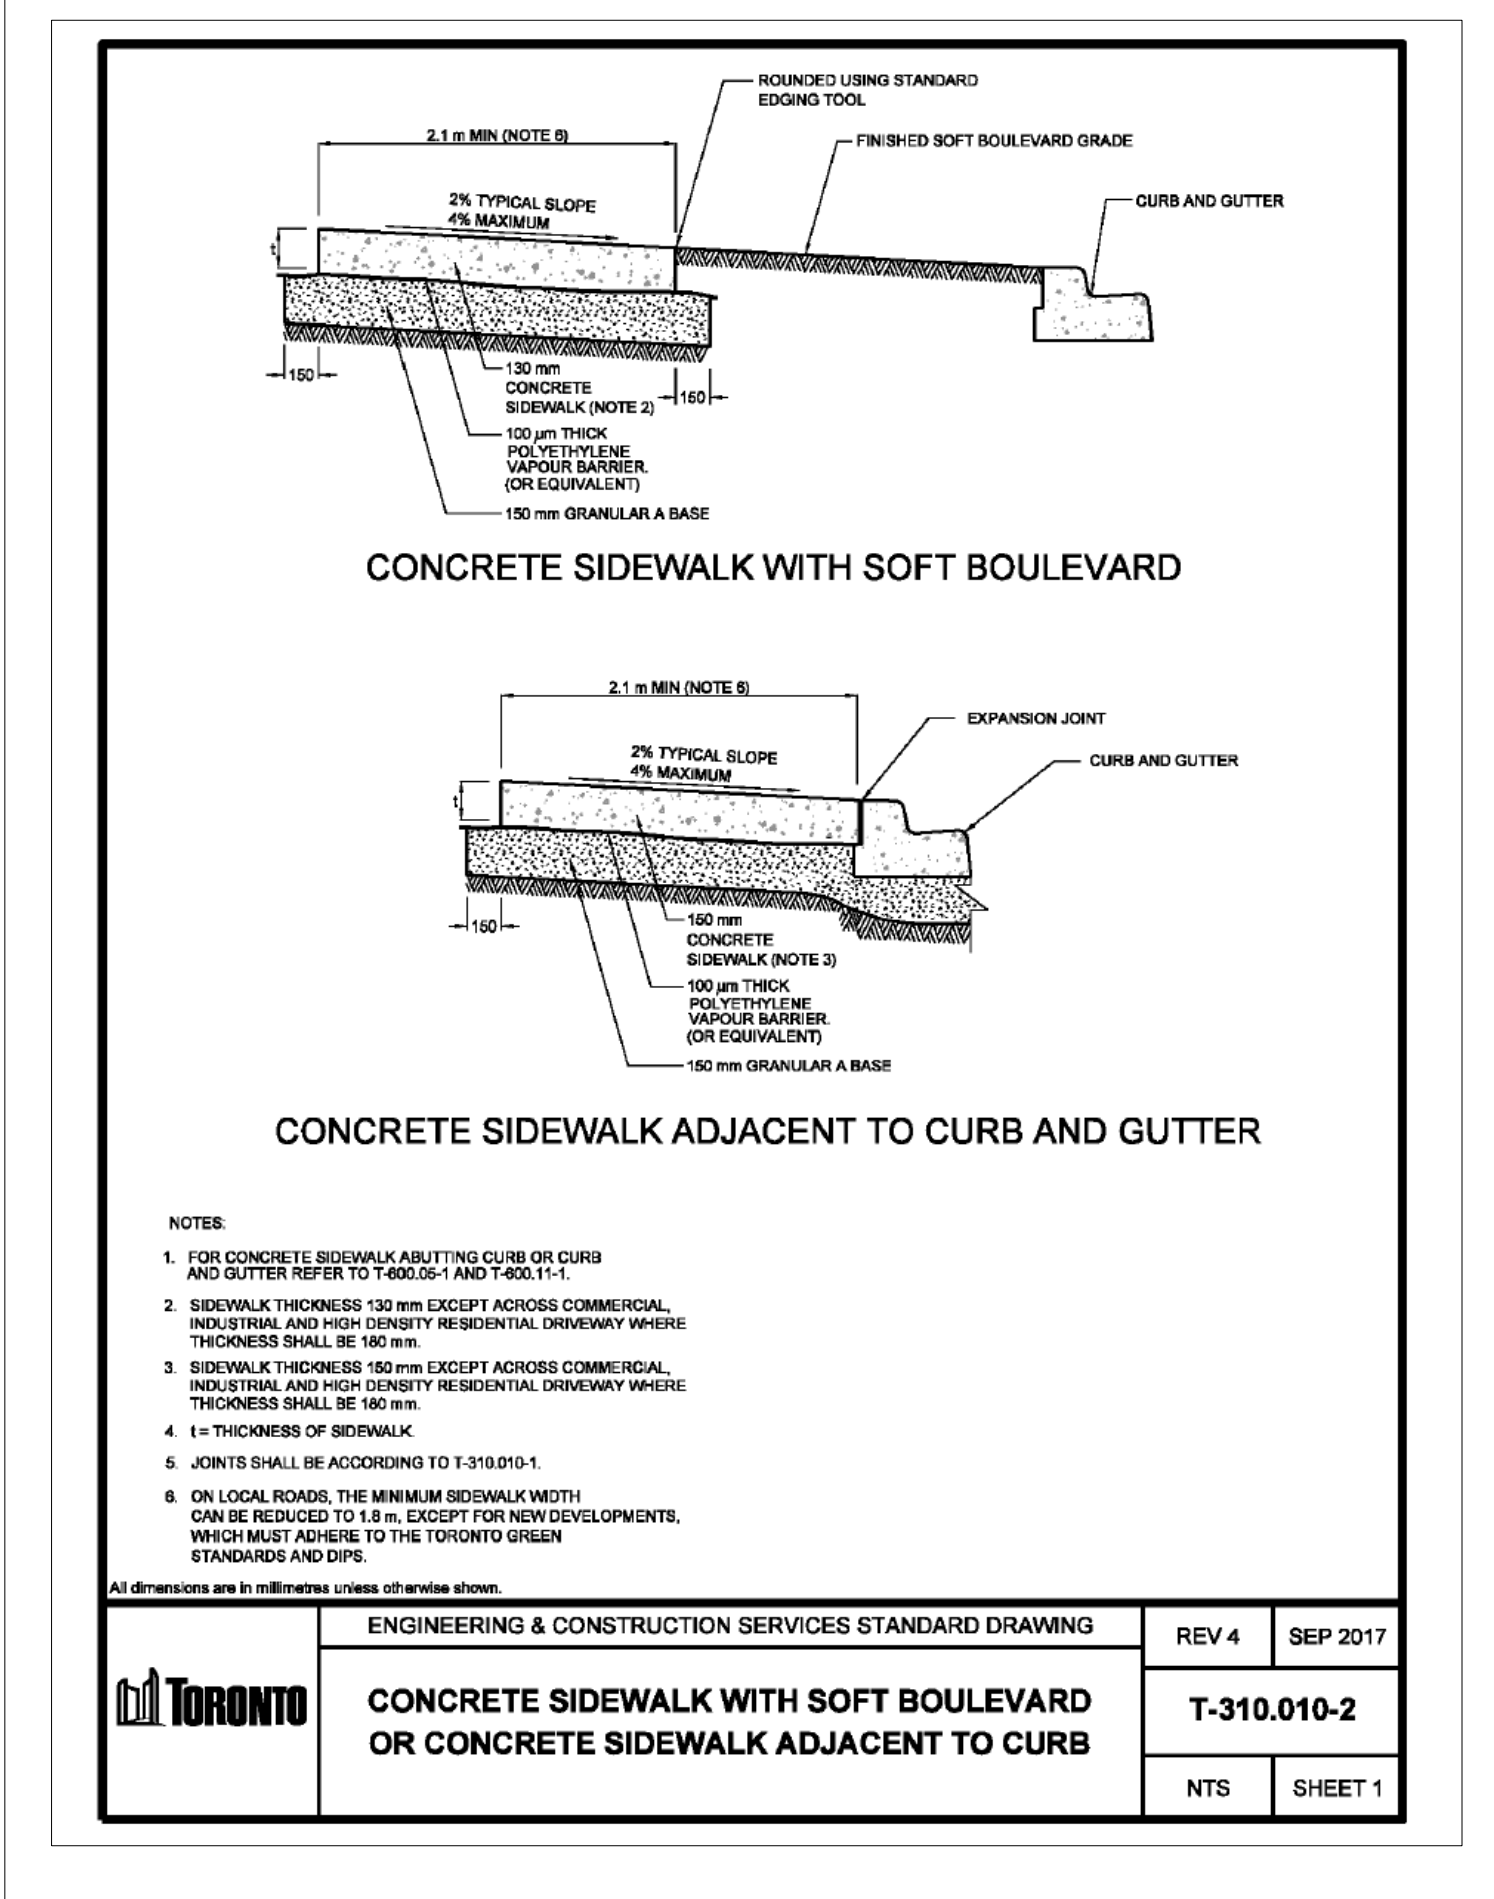 ROUNDED USING STANDARD
EDGING TOOL
2.1 m MIN (NOTE 6)
FINISHED SOFT BOULEVARD GRADE
2% TYPICAL SLOPE
4% MAXIMUM
CURB AND GUTTER
t
150
130 mm
CONCRETE
SIDEWALK (NOTE 2)
150
100 µm THICK
POLYETHYLENE
VAPOUR BARRIER.
(OR EQUIVALENT)
150 mm GRANULAR A BASE
CONCRETE SIDEWALK WITH SOFT BOULEVARD
2.1 m MIN (NOTE 6)
EXPANSION JOINT
2% TYPICAL SLOPE
4% MAXIMUM
CURB AND GUTTER
t
150
150 mm
CONCRETE
SIDEWALK (NOTE 3)
100 µm THICK
POLYETHYLENE
VAPOUR BARRIER.
(OR EQUIVALENT)
150 mm GRANULAR A BASE
CONCRETE SIDEWALK ADJACENT TO CURB AND GUTTER
NOTES:
1. FOR CONCRETE SIDEWALK ABUTTING CURB OR CURB
AND GUTTER REFER TO T-600.05-1 AND T-600.11-1.
2. SIDEWALK THICKNESS 130 mm EXCEPT ACROSS COMMERCIAL,
INDUSTRIAL AND HIGH DENSITY RESIDENTIAL DRIVEWAY WHERE
THICKNESS SHALL BE 180 mm.
3. SIDEWALK THICKNESS 150 mm EXCEPT ACROSS COMMERCIAL,
INDUSTRIAL AND HIGH DENSITY RESIDENTIAL DRIVEWAY WHERE
THICKNESS SHALL BE 180 mm.
4. t = THICKNESS OF SIDEWALK.
5. JOINTS SHALL BE ACCORDING TO T-310.010-1.
6. ON LOCAL ROADS, THE MINIMUM SIDEWALK WIDTH
CAN BE REDUCED TO 1.8 m, EXCEPT FOR NEW DEVELOPMENTS,
WHICH MUST ADHERE TO THE TORONTO GREEN
STANDARDS AND DIPS.
All dimensions are in millimetres unless otherwise shown.
TORONTO
ENGINEERING & CONSTRUCTION SERVICES STANDARD DRAWING
CONCRETE SIDEWALK WITH SOFT BOULEVARD
OR CONCRETE SIDEWALK ADJACENT TO CURB
REV 4
SEP 2017
T-310.010-2
NTS
SHEET 1